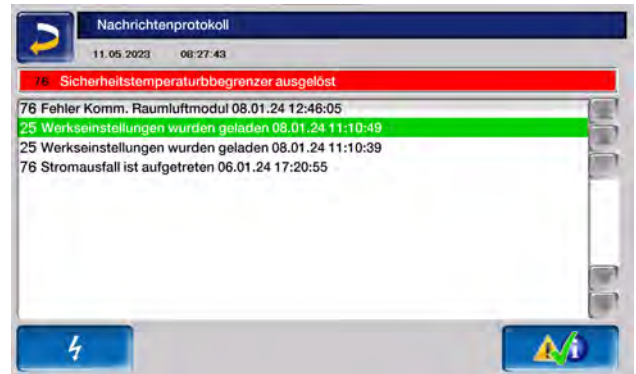 Nachrichtenprotokoll
11.05.2023 08:27:43
76 Sicherheitstemperaturbbegrenzer ausgelöst
76 Fehler Komm. Raumluftmodul 08.01.24 12:46:05
25 Werkseinstellungen wurden geladen 08.01.24 11:10:49
25 Werkseinstellungen wurden geladen 08.01.24 11:10:39
76 Stromausfall ist aufgetreten 06.01.24 17:20:55